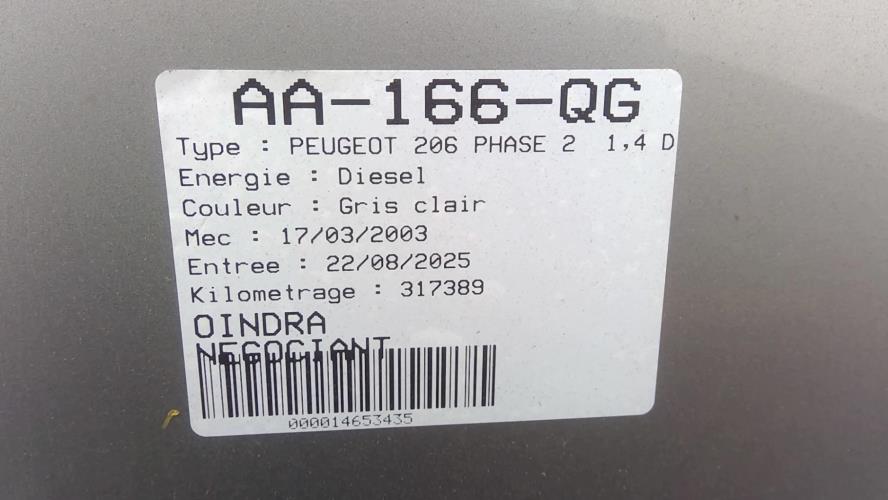 AA-166-QG
Type : PEUGEOT 206 PHASE 2 1,4 D
Energie : Diesel
Couleur : Gris clair
Mec : 17/03/2003
Entree : 22/08/2025
Kilometrage : 317389
OINDRA
NEGOCIANT
000014653435